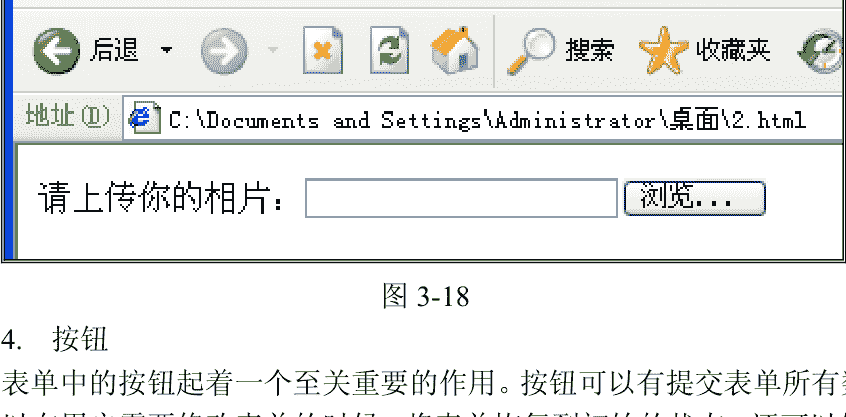 后退 搜索 收藏夹
地址(D) C:\Documents and Settings\Administrator\桌面\2.html
请上传你的相片： 浏览...
图 3-18
4. 按钮
表单中的按钮起着一个至关重要的作用。按钮可以有提交表单所有